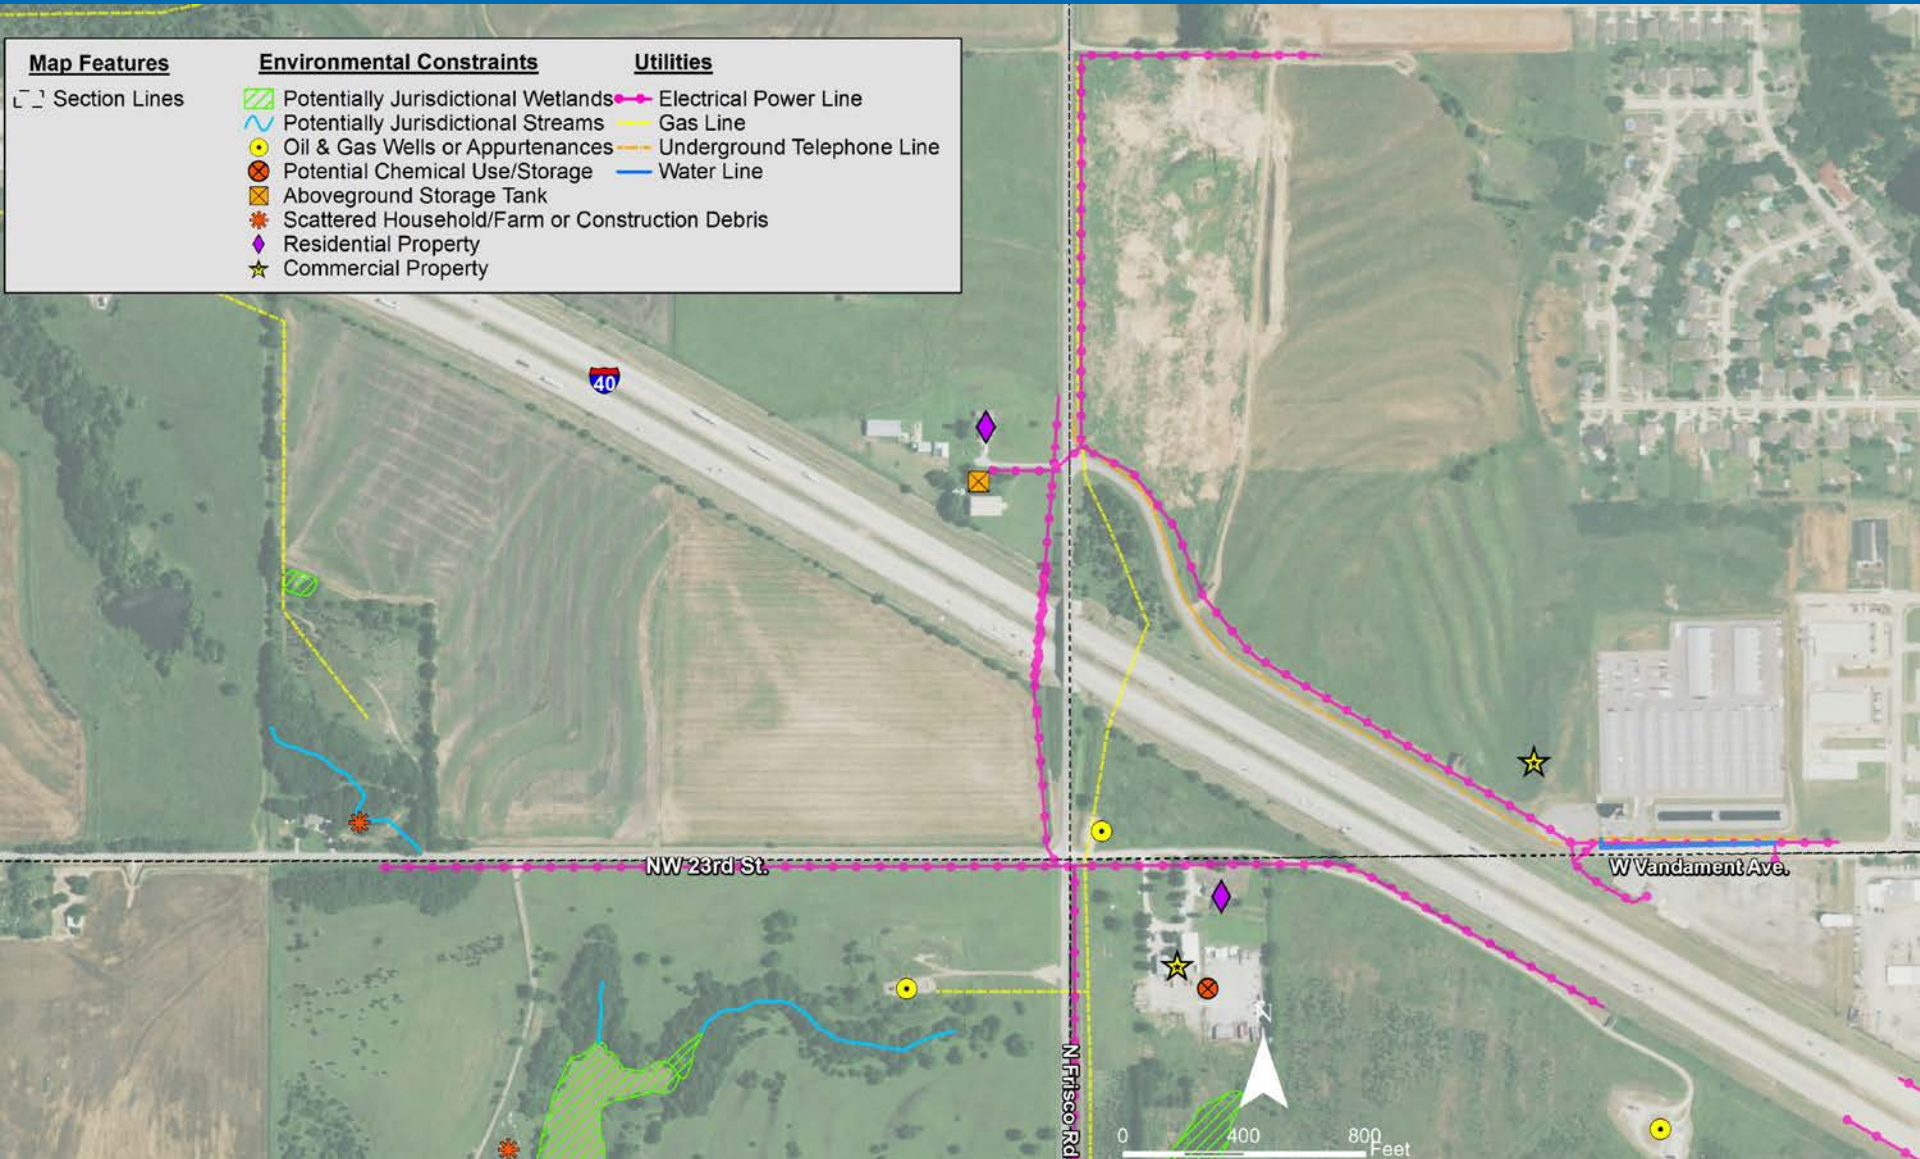 Map Features
Section Lines
Environmental Constraints
Potentially Jurisdictional Wetlands
Potentially Jurisdictional Streams
Oil & Gas Wells or Appurtenances
Potential Chemical Use/Storage
Aboveground Storage Tank
Scattered Household/Farm or Construction Debris
Residential Property
Commercial Property
Utilities
Electrical Power Line
Gas Line
Underground Telephone Line
Water Line
40
NW 23rd St.
W Vandament Ave.
N Frisco Rd
N
0 400 800
Feet